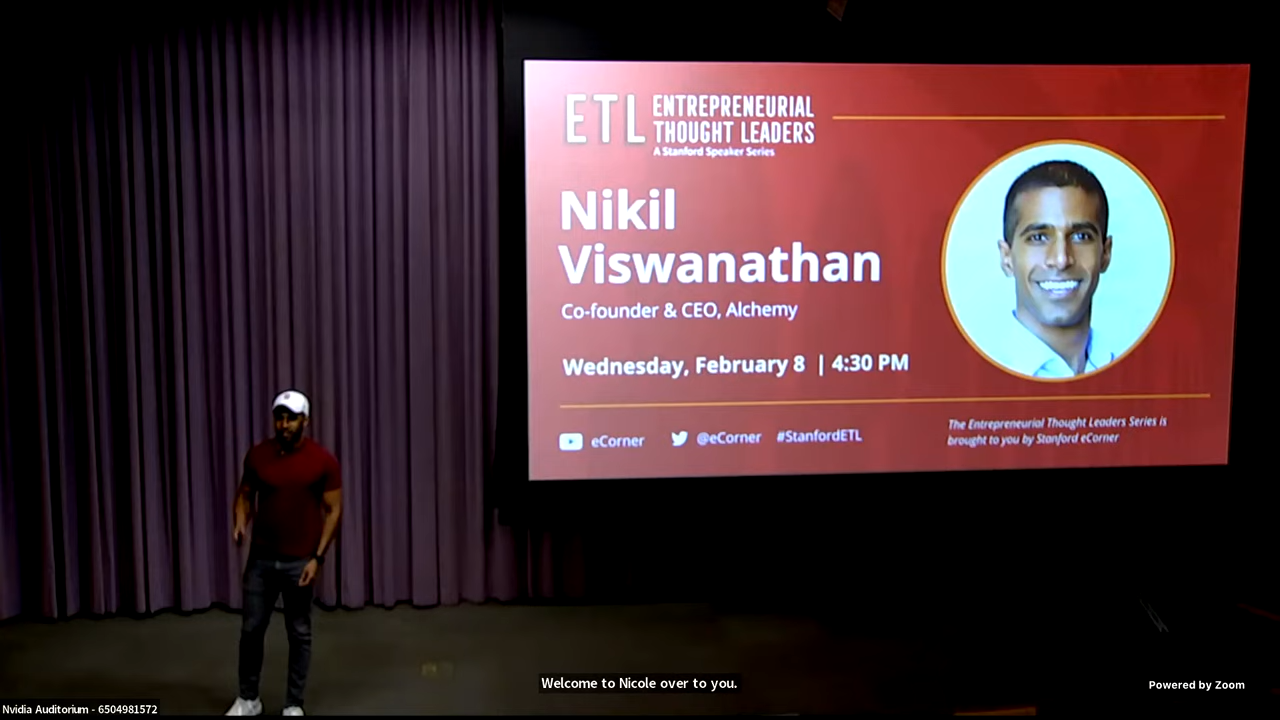 ETL ENTREPRENEURIAL
THOUGHT LEADERS
A Stanford Speaker Series
Nikil
Viswanathan
Co-founder & CEO, Alchemy
Wednesday, February 8 | 4:30 PM
eCorner @eCorner #StanfordETL
The Entrepreneurial Thought Leaders Series is
brought to you by Stanford eCorner
Welcome to Nicole over to you.
Powered by Zoom
Nvidia Auditorium - 6504981572